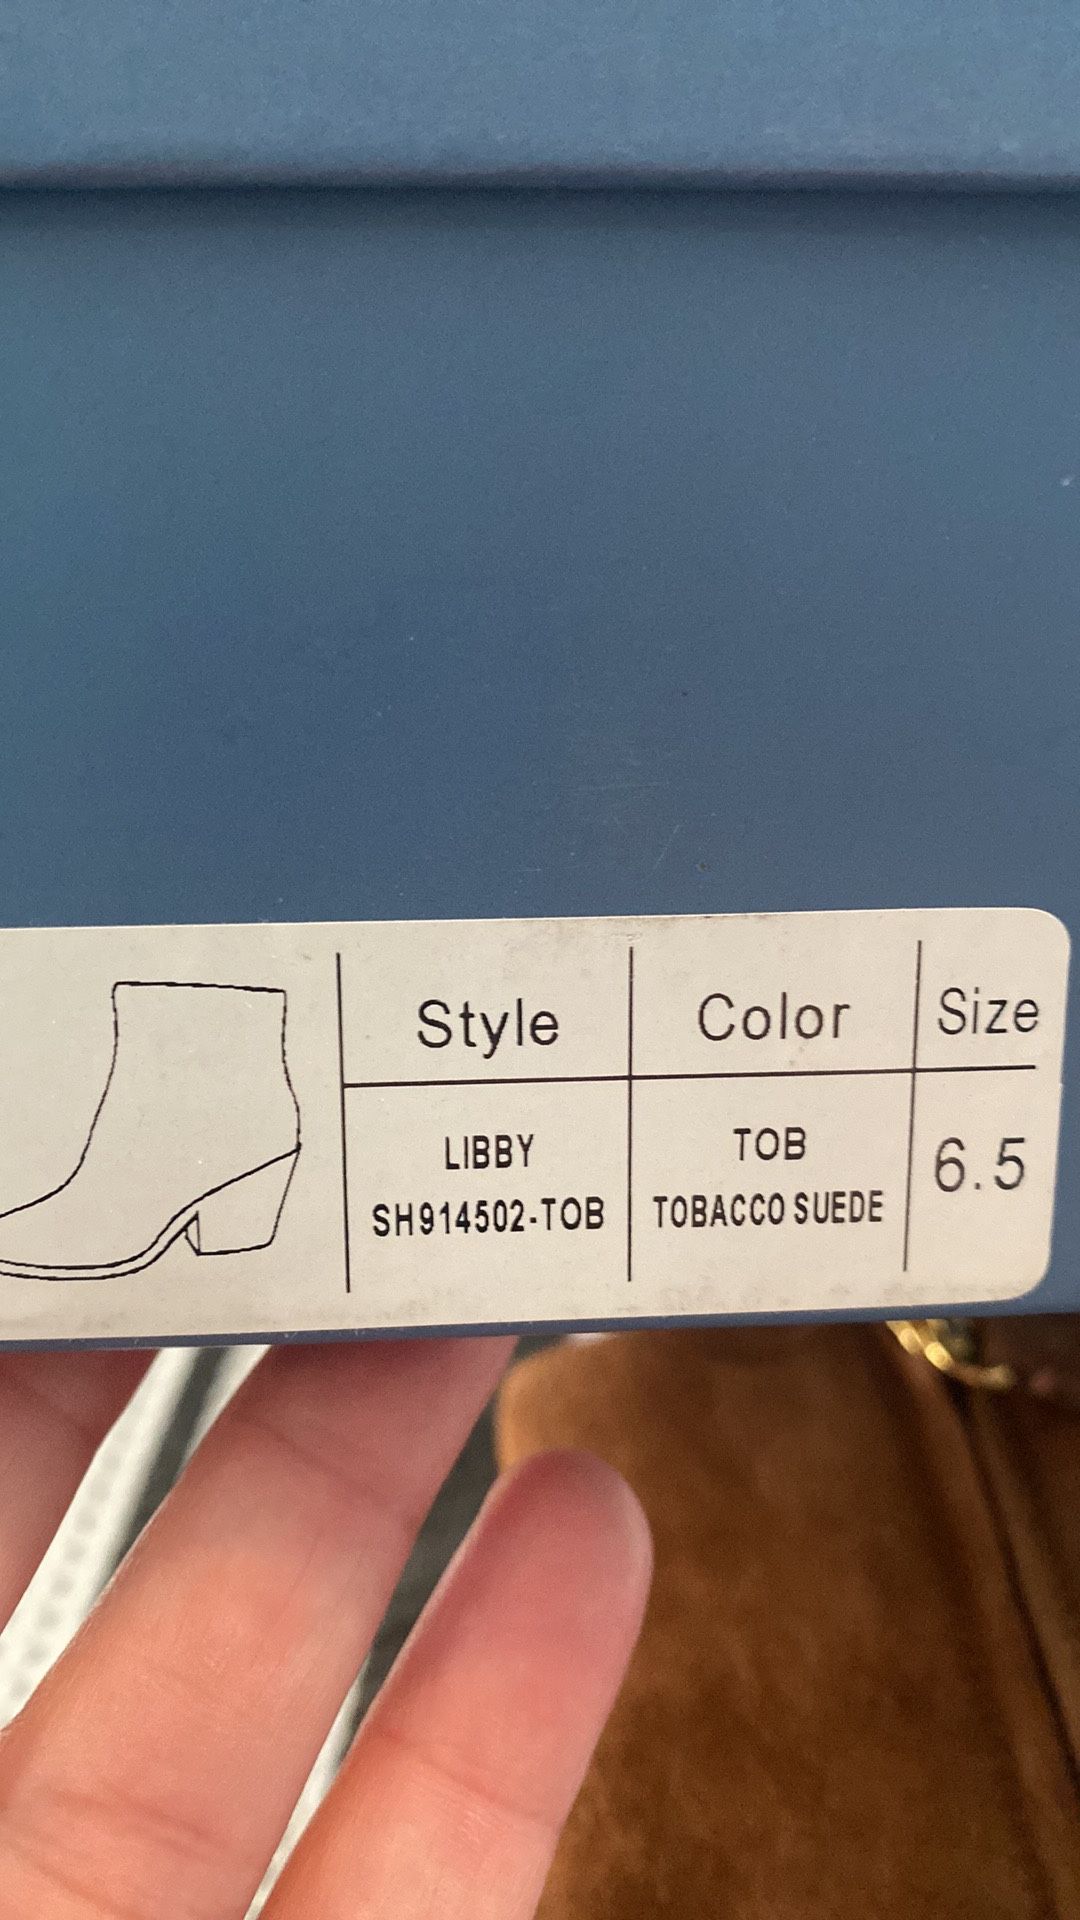 Style Color Size
LIBBY TOB 6.5
SH914502-TOB TOBACCO SUEDE